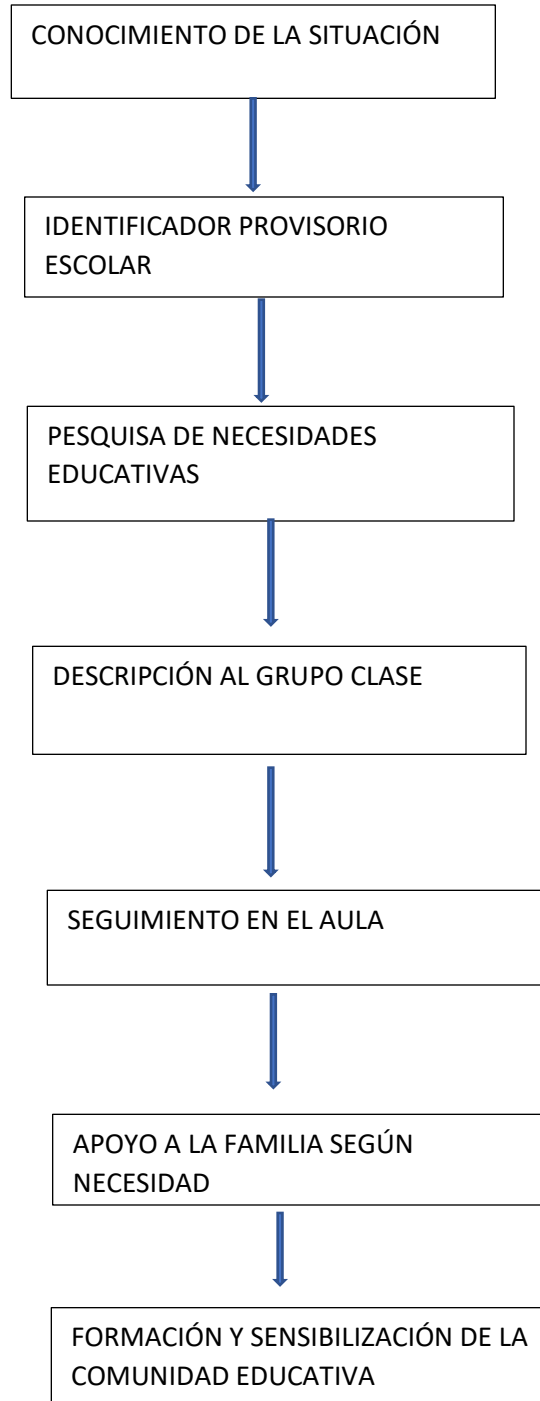 CONOCIMIENTO DE LA SITUACIÓN
IDENTIFICADOR PROVISORIO
ESCOLAR
PESQUISA DE NECESIDADES
EDUCATIVAS
DESCRIPCIÓN AL GRUPO CLASE
SEGUIMIENTO EN EL AULA
APOYO A LA FAMILIA SEGÚN
NECESIDAD
FORMACIÓN Y SENSIBILIZACIÓN DE LA
COMUNIDAD EDUCATIVA